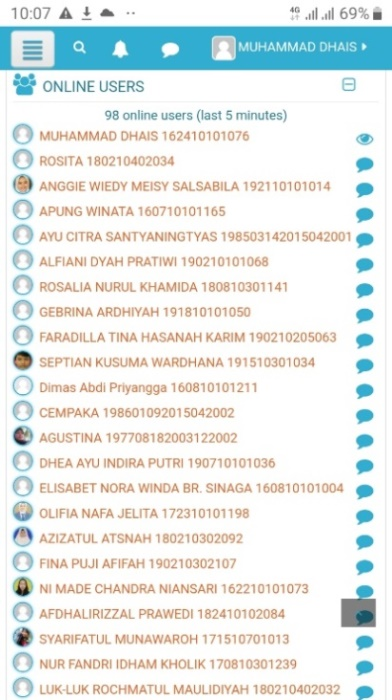 10:07 4G 69%
MUHAMMAD DHAIS
ONLINE USERS
98 online users (last 5 minutes)
MUHAMMAD DHAIS 162410101076
ROSITA 180210402034
ANGGIE WIEDY MEISY SALSABILA 192110101014
APUNG WINATA 160710101165
AYU CITRA SANTYANINGTYAS 198503142015042001
ALFIANI DYAH PRATIWI 190210101068
ROSALIA NURUL KHAMIDA 180810301141
GEBRINA ARDHIYAH 191810101050
FARADILLA TINA HASANAH KARIM 190210205063
SEPTIAN KUSUMA WARDHANA 191510301034
Dimas Abdi Priyangga 160810101211
CEMPAKA 198601092015042002
AGUSTINA 197708182003122002
DHEA AYU INDIRA PUTRI 190710101036
ELISABET NORA WINDA BR. SINAGA 160810101004
OLIFIA NAFA JELITA 172310101198
AZIZATUL ATSNAH 180210302092
FINA PUJI AFIFAH 190210302107
NI MADE CHANDRA NIANSARI 162210101073
AFDHALIRIZZAL PRAWEDI 182410102084
SYARIFATUL MUNAWAROH 171510701013
NUR FANDRI IDHAM KHOLIK 170810301239
LUK-LUK ROCHMATUL MAULIDIYAH 180210402032